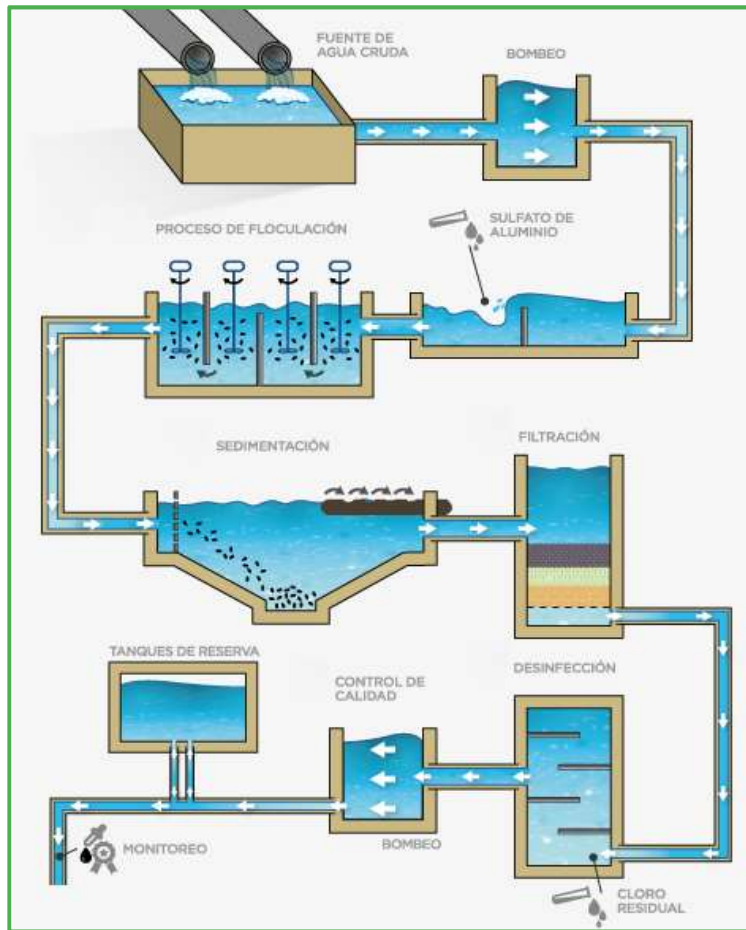 FUENTE DE
AGUA CRUDA
BOMBEO
PROCESO DE FLOCULACIÓN
SULFATO DE
ALUMINIO
SEDIMENTACIÓN
FILTRACIÓN
TANQUES DE RESERVA
CONTROL DE
CALIDAD
DESINFECCIÓN
BOMBEO
MONITOREO
CLORO
RESIDUAL